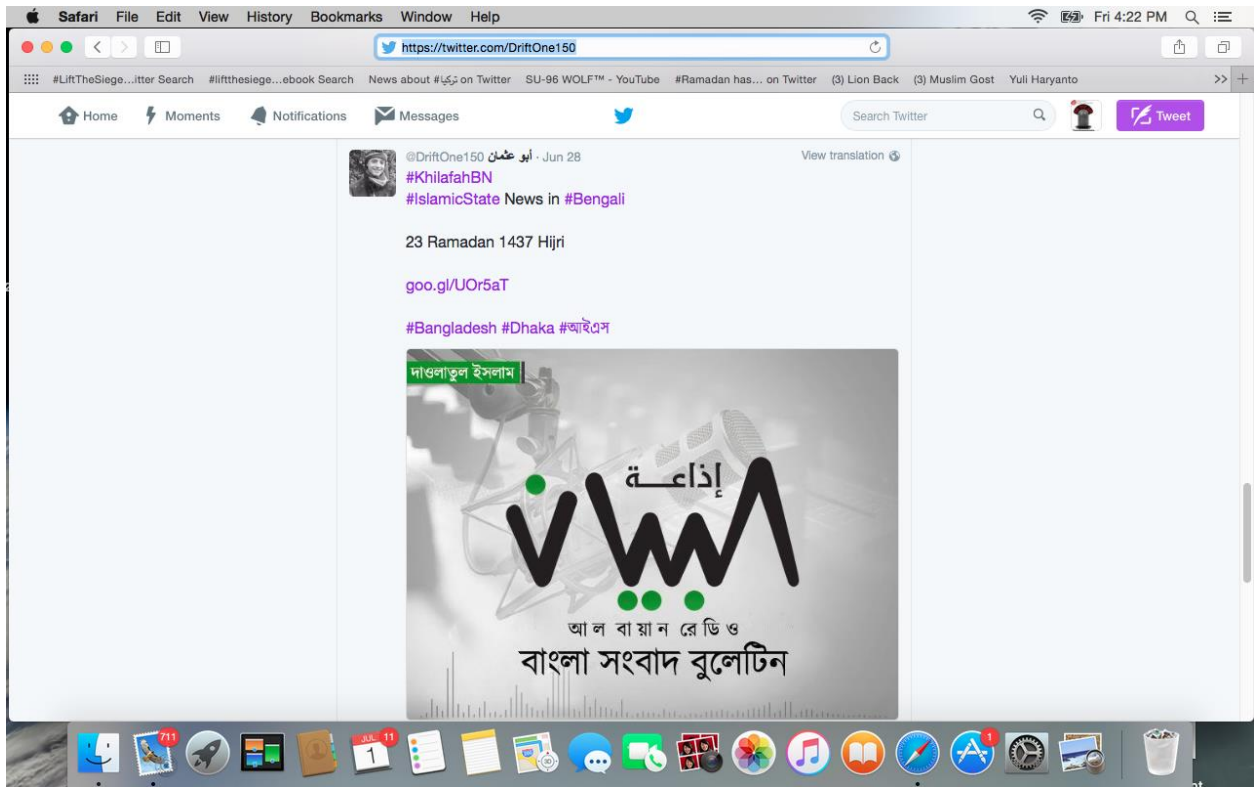 Safari File Edit View History Bookmarks Window Help Fri 4:22 PM
https://twitter.com/DriftOne150
#LiftTheSiege...itter Search #liftthesiege...ebook Search News about #تركيا on Twitter SU-96 WOLF™ - YouTube #Ramadan has... on Twitter (3) Lion Back (3) Muslim Gost Yuli Haryanto >> +
Home Moments Notifications Messages Search Twitter Tweet
@DriftOne150 أبو عثمان · Jun 28 View translation
#KhilafahBN
#IslamicState News in #Bengali
23 Ramadan 1437 Hijri
goo.gl/UOr5aT
#Bangladesh #Dhaka #আইএস
দাওলাতুল ইসলাম
إذاعـــة
البيان
আল বায়ান রেডিও
বাংলা সংবাদ বুলেটিন
711
JUL 11
1
3D
1